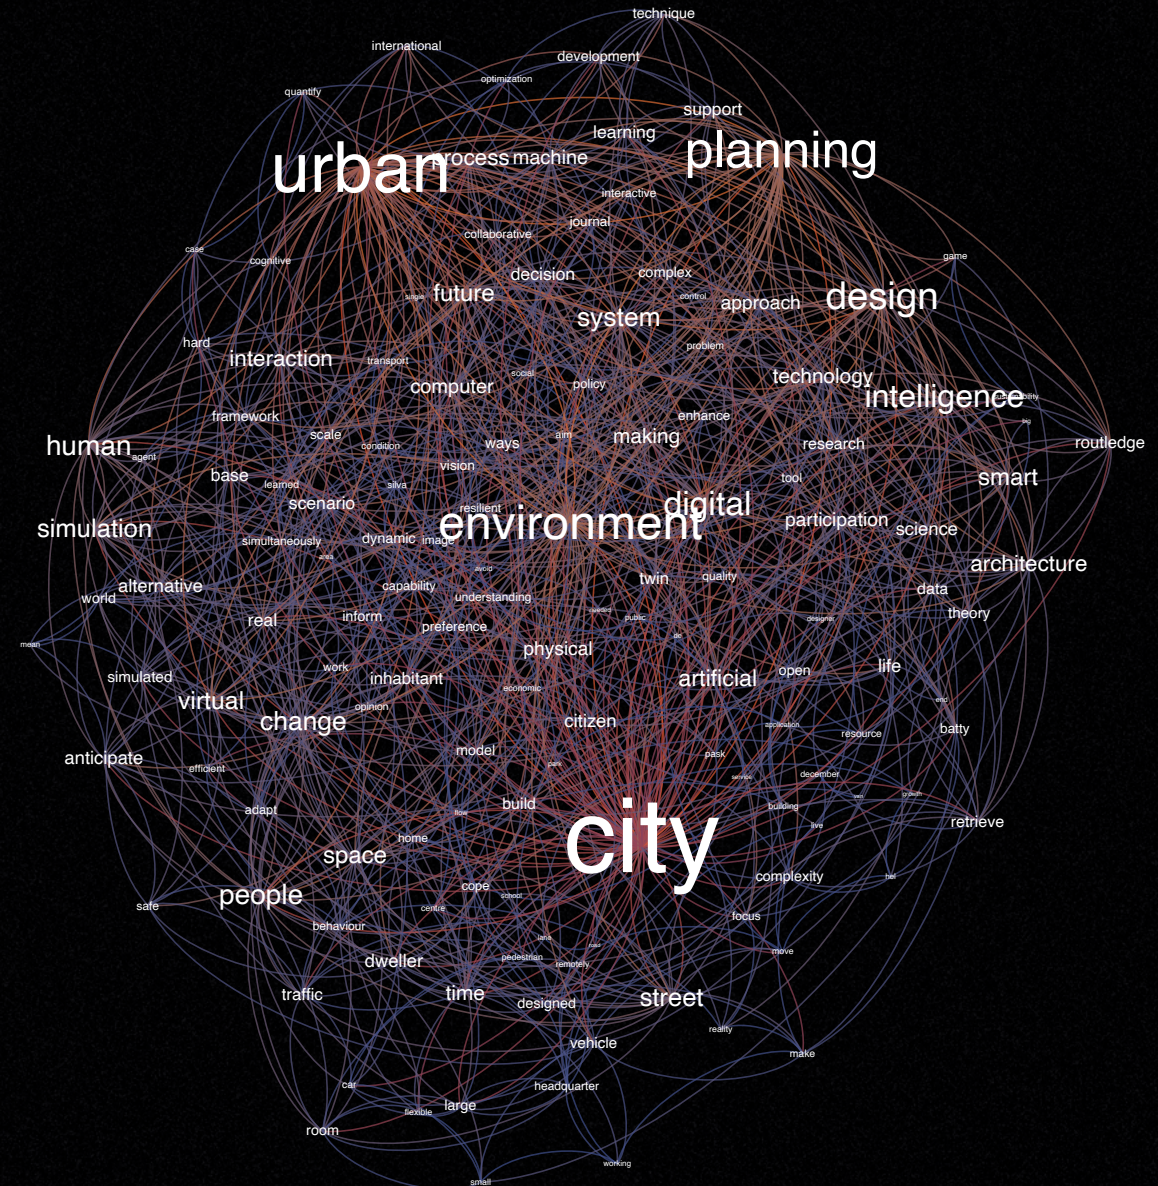 technique
international
development
optimization
quantify
support
learning
planning
urban
process
machine
interactive
journal
collaborative
case
cognitive
game
decision
complex
future
single
control
approach
design
system
hard
problem
interaction
transport
social
technology
computer
policy
intelligence
sustainability
framework
enhance
big
scale
making
human
condition
ways
aim
research
routledge
agent
vision
base
learned
silva
tool
smart
scenario
resilient
digital
simulation
environment
participation
science
simultaneously
dynamic
image
area
avoid
architecture
alternative
capability
twin
quality
world
understanding
data
needed
theory
real
inform
public
designer
preference
de
mean
physical
work
life
simulated
inhabitant
artificial
open
economic
virtual
opinion
end
change
citizen
application
batty
resource
model
pask
anticipate
efficient
park
service
december
growth
adapt
flow
build
building
city
live
retrieve
home
space
complexity
hel
people
cope
school
safe
centre
focus
behaviour
lane
road
move
dweller
pedestrian
remotely
traffic
time
designed
street
reality
vehicle
make
car
headquarter
flexible
large
room
working
small